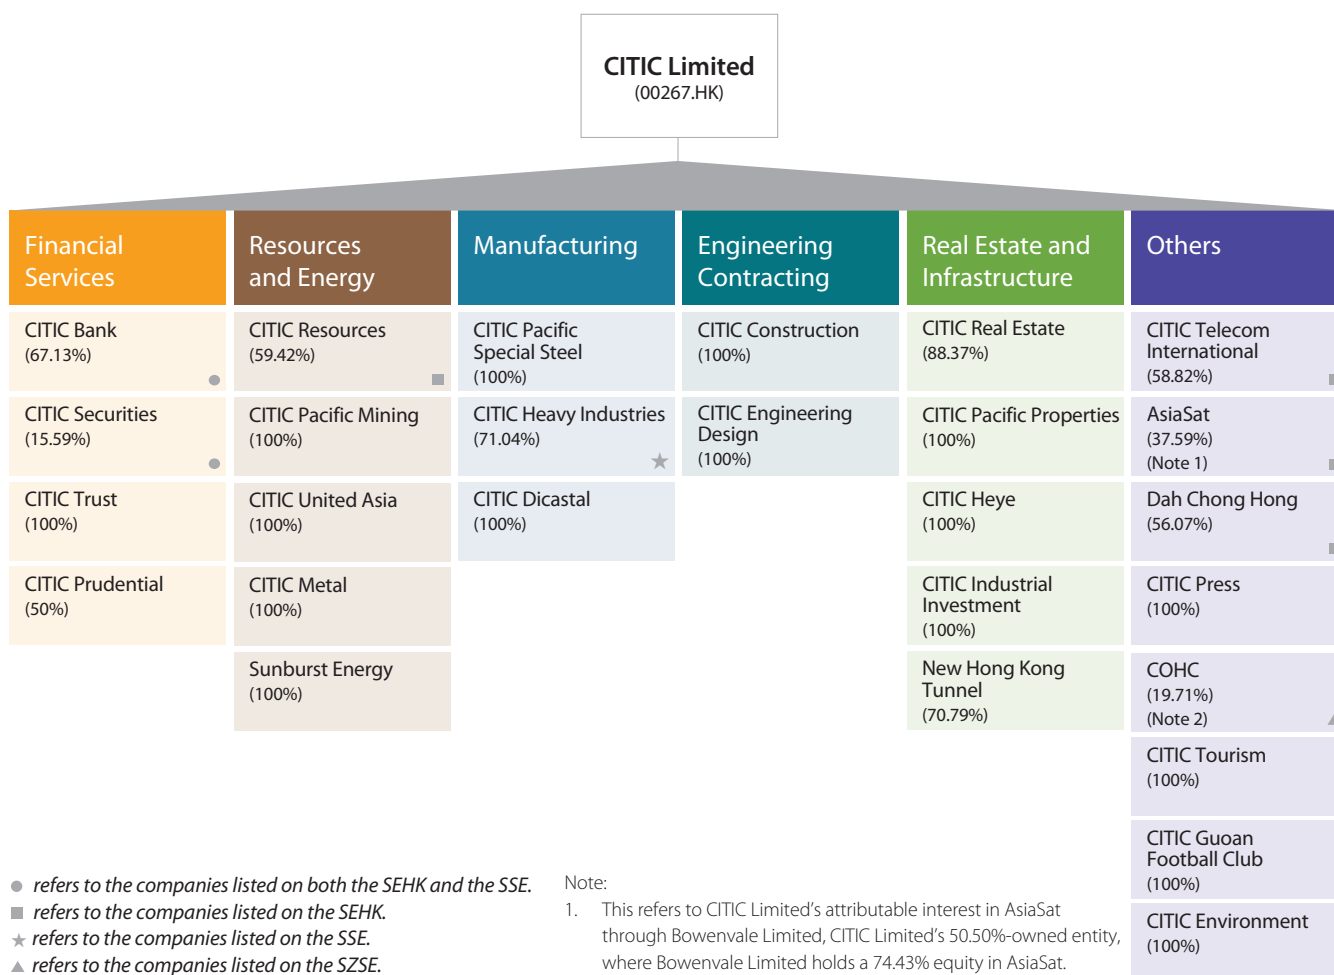 CITIC Limited
(00267.HK)
Financial
Services
CITIC Bank
(67.13%)
CITIC Securities
(15.59%)
CITIC Trust
(100%)
CITIC Prudential
(50%)
Resources
and Energy
CITIC Resources
(59.42%)
CITIC Pacific Mining
(100%)
CITIC United Asia
(100%)
CITIC Metal
(100%)
Sunburst Energy
(100%)
Manufacturing
CITIC Pacific
Special Steel
(100%)
CITIC Heavy Industries
(71.04%)
CITIC Dicastal
(100%)
Engineering
Contracting
CITIC Construction
(100%)
CITIC Engineering
Design
(100%)
Real Estate and
Infrastructure
CITIC Real Estate
(88.37%)
CITIC Pacific Properties
(100%)
CITIC Heye
(100%)
CITIC Industrial
Investment
(100%)
New Hong Kong
Tunnel
(70.79%)
Others
CITIC Telecom
International
(58.82%)
AsiaSat
(37.59%)
(Note 1)
Dah Chong Hong
(56.07%)
CITIC Press
(100%)
COHC
(19.71%)
(Note 2)
CITIC Tourism
(100%)
CITIC Guoan
Football Club
(100%)
CITIC Environment
(100%)
● refers to the companies listed on both the SEHK and the SSE.
■ refers to the companies listed on the SEHK.
★ refers to the companies listed on the SSE.
▲ refers to the companies listed on the SZSE.
Note:
1. This refers to CITIC Limited's attributable interest in AsiaSat
through Bowenvale Limited, CITIC Limited's 50.50%-owned entity,
where Bowenvale Limited holds a 74.43% equity in AsiaSat.